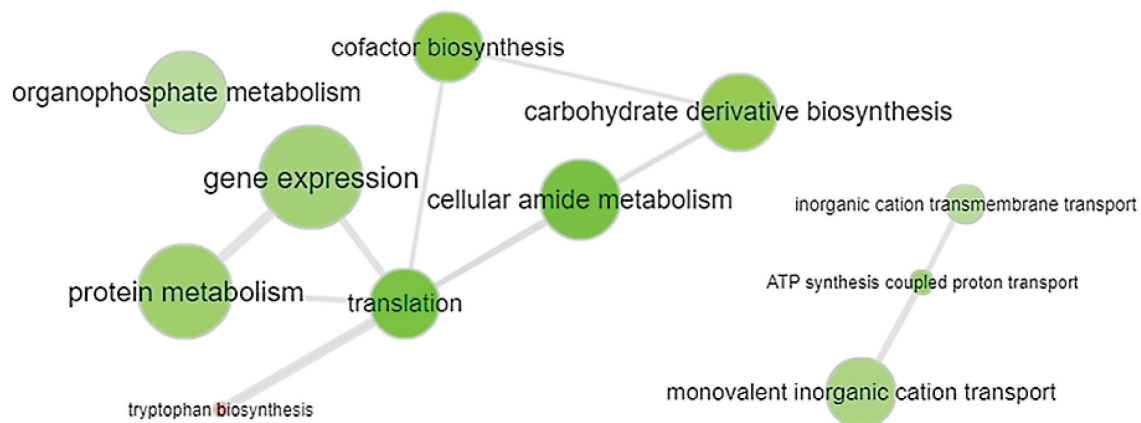 cofactor biosynthesis
organophosphate metabolism
carbohydrate derivative biosynthesis
gene expression
cellular amide metabolism
inorganic cation transmembrane transport
ATP synthesis coupled proton transport
protein metabolism
translation
monovalent inorganic cation transport
tryptophan biosynthesis